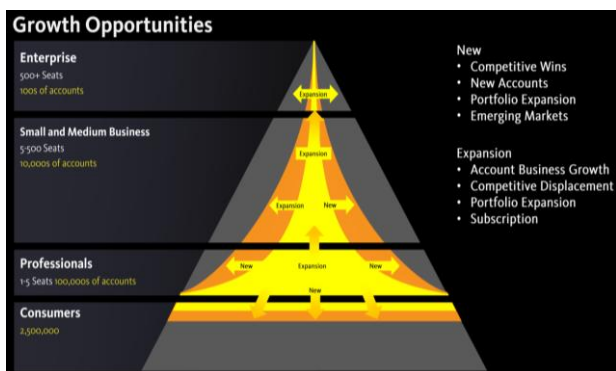 Growth Opportunities
Enterprise
500+ Seats
100s of accounts
Small and Medium Business
5-500 Seats
10,000s of accounts
Professionals
1-5 Seats 100,000s of accounts
Consumers
2,500,000
Expansion
Expansion
Expansion
New
New
Expansion
New
New
New
• Competitive Wins
• New Accounts
• Portfolio Expansion
• Emerging Markets
Expansion
• Account Business Growth
• Competitive Displacement
• Portfolio Expansion
• Subscription